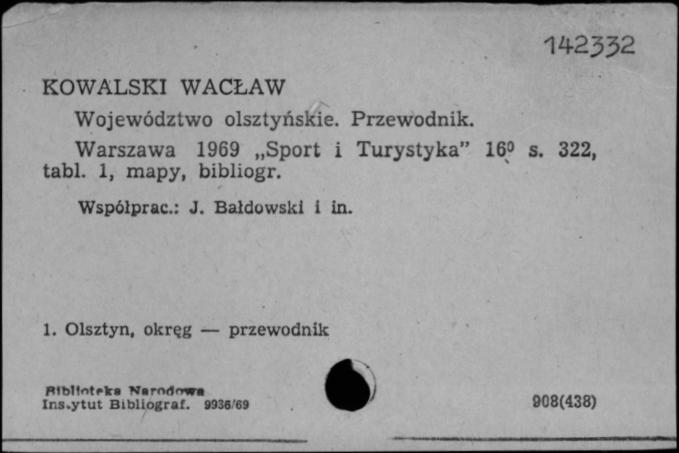 142332
KOWALSKI WACŁAW
Województwo olsztyńskie. Przewodnik.
Warszawa 1969 „Sport i Turystyka” 16º s. 322,
tabl. 1, mapy, bibliogr.
Współprac.: J. Bałdowski i in.
1. Olsztyn, okręg — przewodnik
Biblioteka Narodowa
Instytut Bibliograf. 9936/69
908(438)